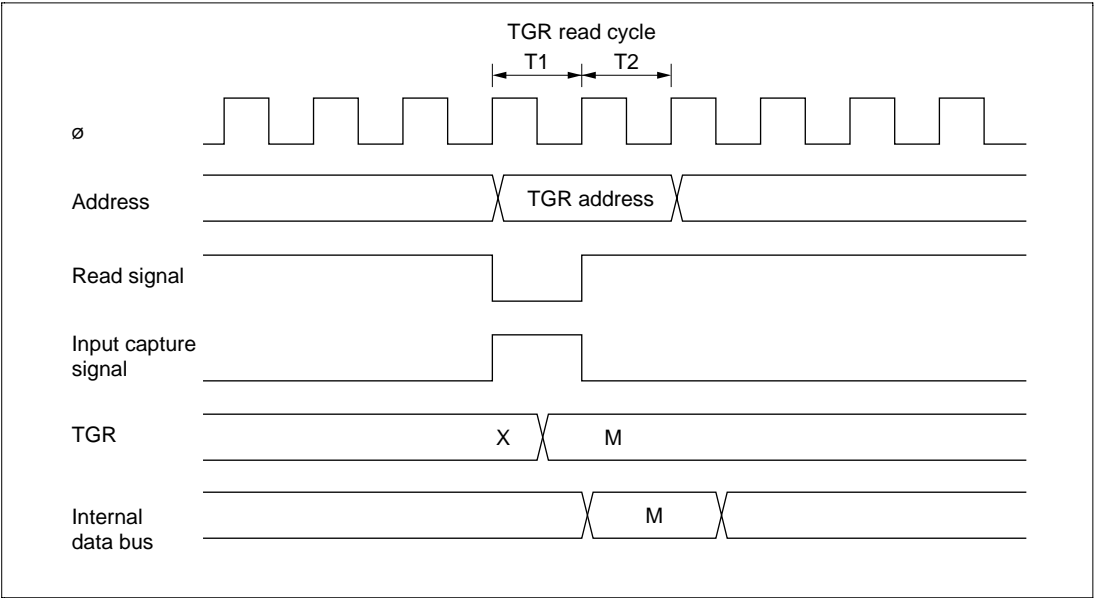 TGR read cycle
T1 T2
ø
Address
TGR address
Read signal
Input capture
signal
TGR
X M
Internal
data bus
M